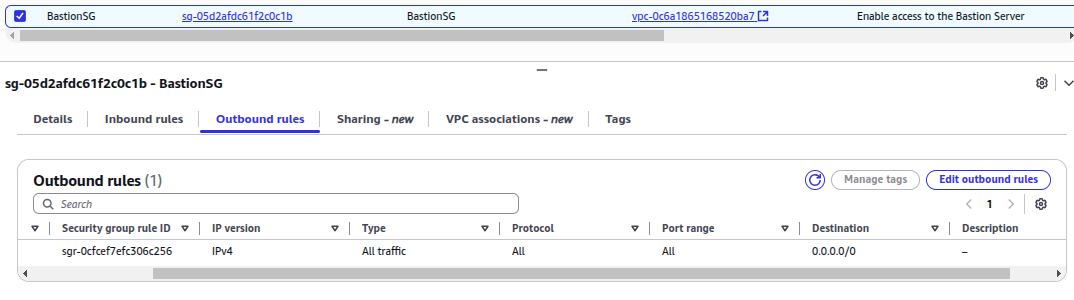 BastionSG sg-05d2afdc61f2c0c1b BastionSG vpc-0c6a1865168520ba7 Enable access to the Bastion Server
sg-05d2afdc61f2c0c1b - BastionSG
Details Inbound rules Outbound rules Sharing - new VPC associations - new Tags
Outbound rules (1) Manage tags Edit outbound rules
Search 1
Security group rule ID IP version Type Protocol Port range Destination Description
sgr-0cfcef7efc306c256 IPv4 All traffic All All 0.0.0.0/0 –